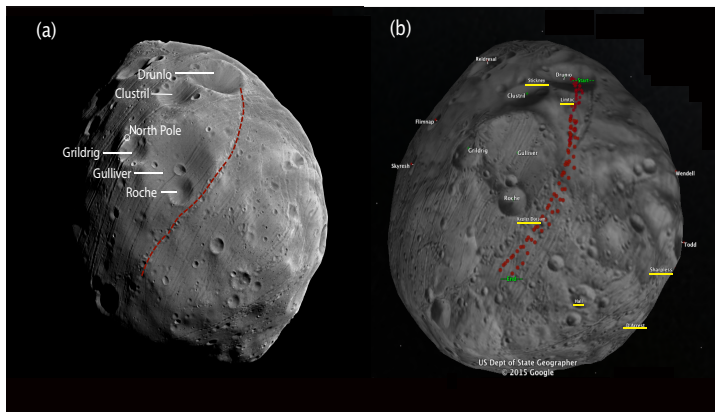 (a)
Drunlo
Clustril
North Pole
Grildrig
Gulliver
Roche
(b)
Reldresal
Drunlo
Start
Stickney
Clustril
Limtoc
Flimnap
Grildrig
Gulliver
Skyresh
Wendell
Roche
Kepler Dorsum
Todd
Sharpless
End
Hall
D'Arrest
US Dept of State Geographer
© 2015 Google